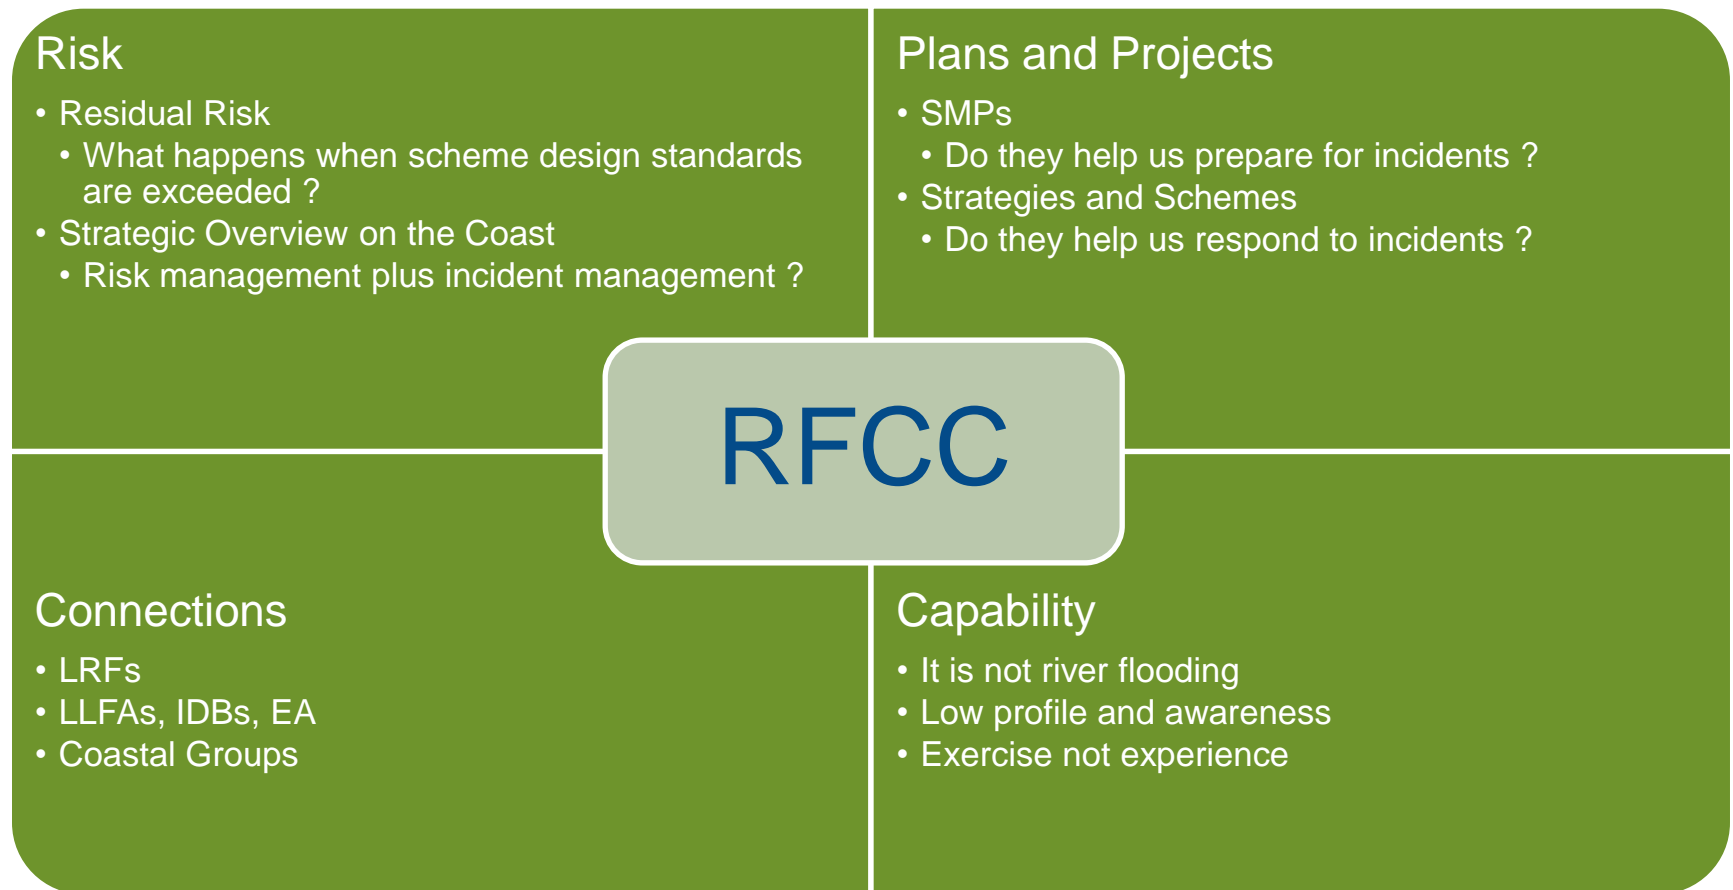 Risk
• Residual Risk
• What happens when scheme design standards
are exceeded ?
• Strategic Overview on the Coast
• Risk management plus incident management ?
Plans and Projects
• SMPs
• Do they help us prepare for incidents ?
• Strategies and Schemes
• Do they help us respond to incidents ?
RFCC
Connections
• LRFs
• LLFAs, IDBs, EA
• Coastal Groups
Capability
• It is not river flooding
• Low profile and awareness
• Exercise not experience